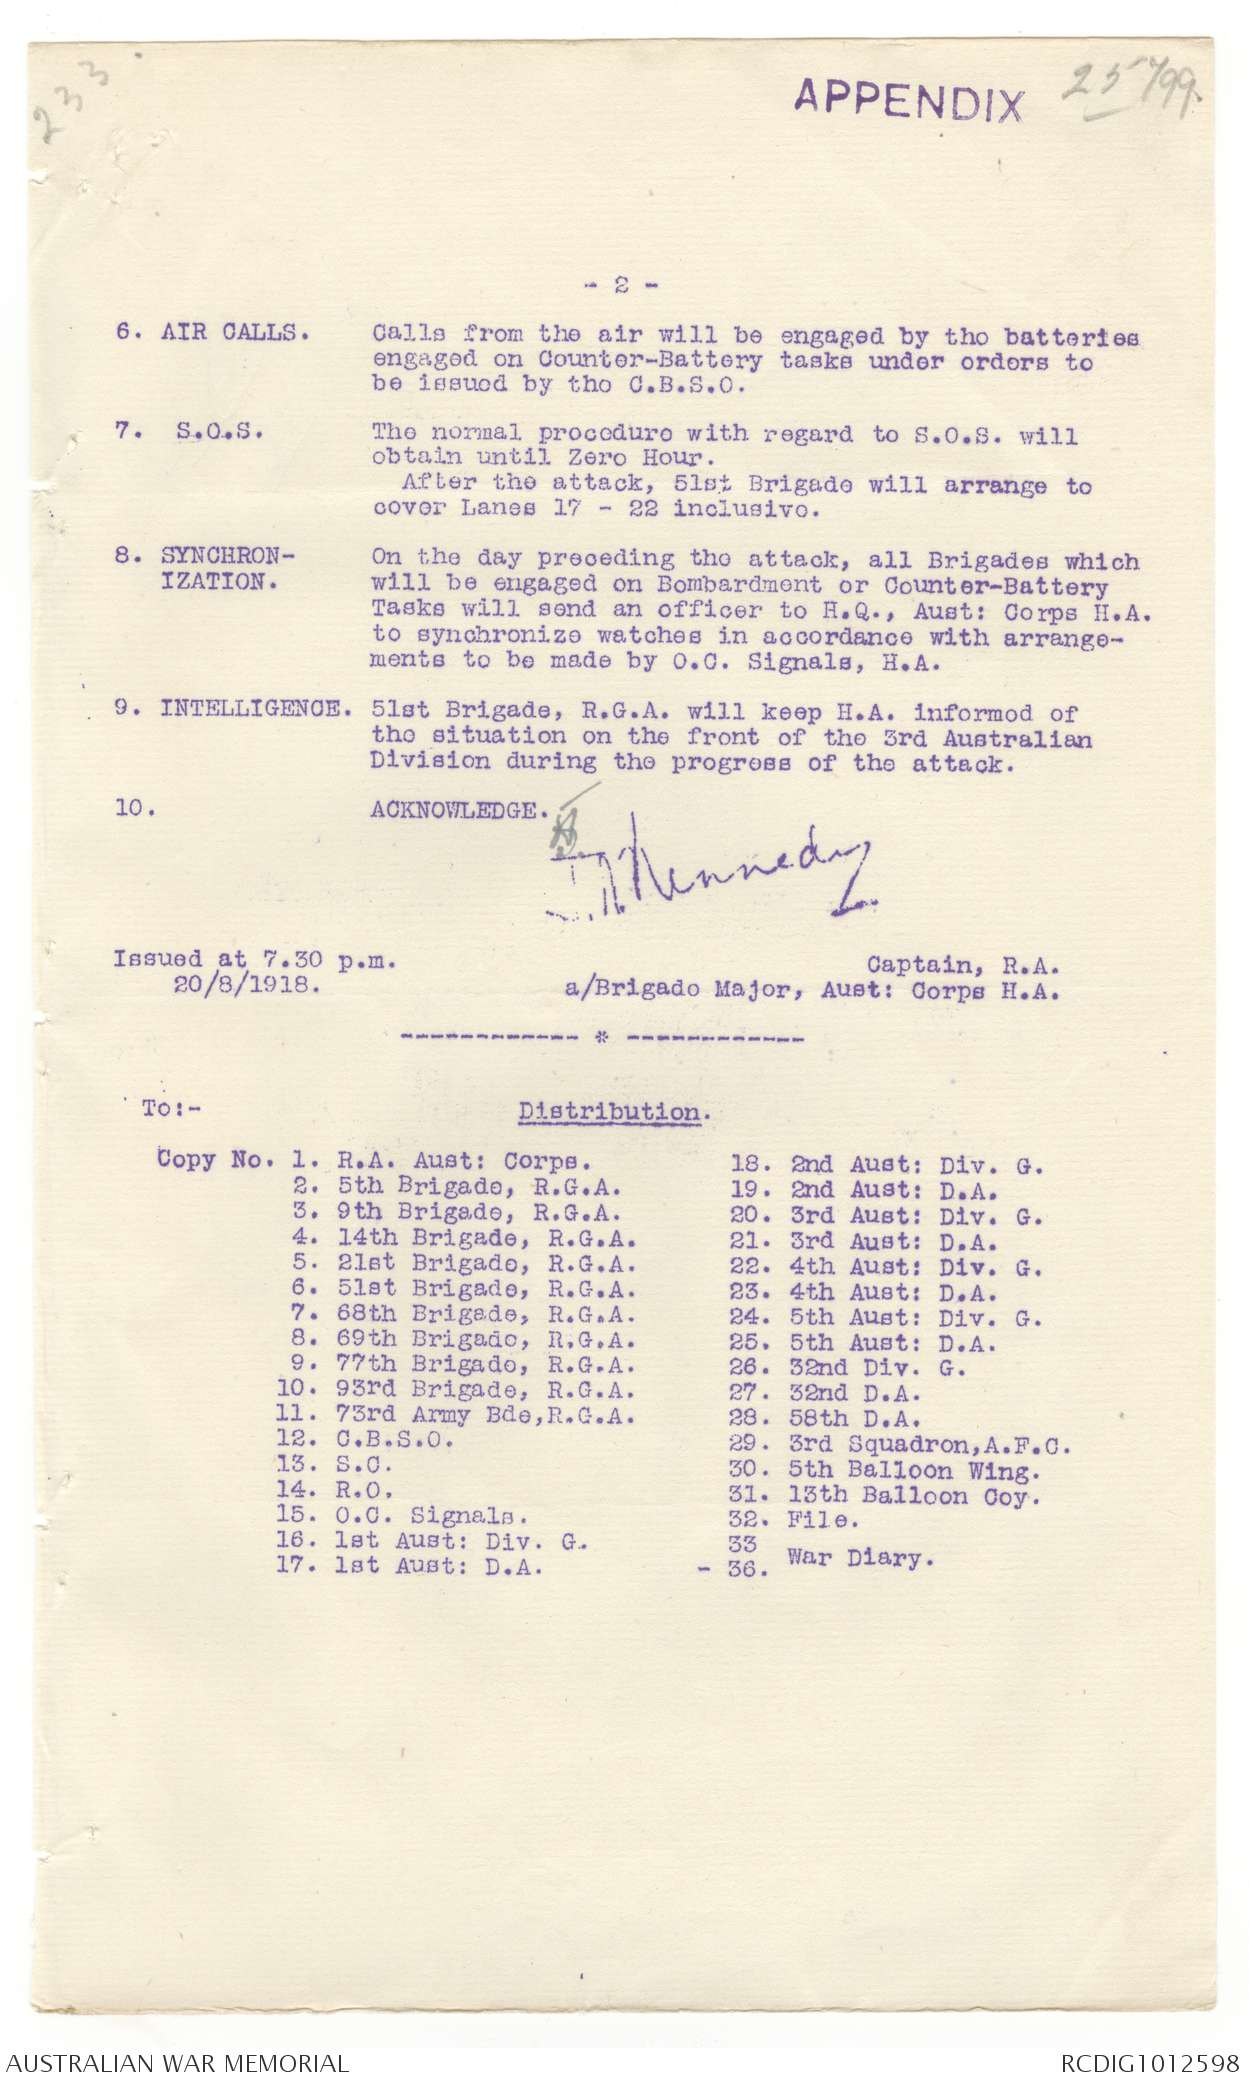 233
APPENDIX 25/99.
- 2 -
6. AIR CALLS. Calls from the air will be engaged by the batteries
engaged on Counter-Battery tasks under orders to
be issued by the C.B.S.O.
7. S.O.S. The normal procedure with regard to S.O.S. will
obtain until Zero Hour.
After the attack, 51st Brigade will arrange to
cover Lanes 17 - 22 inclusive.
8. SYNCHRON- On the day preceding the attack, all Brigades which
IZATION. will be engaged on Bombardment or Counter-Battery
Tasks will send an officer to H.Q., Aust: Corps H.A.
to synchronize watches in accordance with arrange-
ments to be made by O.C. Signals, H.A.
9. INTELLIGENCE. 51st Brigade, R.G.A. will keep H.A. informed of
the situation on the front of the 3rd Australian
Division during the progress of the attack.
10. ACKNOWLEDGE.
Kennedy
Issued at 7.30 p.m. Captain, R.A.
20/8/1918. a/Brigade Major, Aust: Corps H.A.
------------ * ------------
To:- Distribution.
Copy No. 1. R.A. Aust: Corps.
2. 5th Brigade, R.G.A.
3. 9th Brigade, R.G.A.
4. 14th Brigade, R.G.A.
5. 21st Brigade, R.G.A.
6. 51st Brigade, R.G.A.
7. 68th Brigade, R.G.A.
8. 69th Brigade, R.G.A.
9. 77th Brigade, R.G.A.
10. 93rd Brigade, R.G.A.
11. 73rd Army Bde,R.G.A.
12. C.B.S.O.
13. S.C.
14. R.O.
15. O.C. Signals.
16. 1st Aust: Div. G.
17. 1st Aust: D.A.
18. 2nd Aust: Div. G.
19. 2nd Aust: D.A.
20. 3rd Aust: Div. G.
21. 3rd Aust: D.A.
22. 4th Aust: Div. G.
23. 4th Aust: D.A.
24. 5th Aust: Div. G.
25. 5th Aust: D.A.
26. 32nd Div. G.
27. 32nd D.A.
28. 58th D.A.
29. 3rd Squadron,A.F.C.
30. 5th Balloon Wing.
31. 13th Balloon Coy.
32. File.
33
- 36. War Diary.
AUSTRALIAN WAR MEMORIAL RCDIG1012598